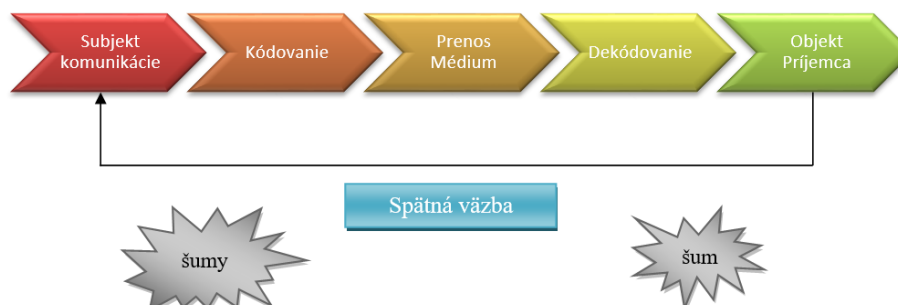 Subjekt
komunikácie
Kódovanie
Prenos
Médium
Dekódovanie
Objekt
Príjemca
Spätná väzba
šumy
šum